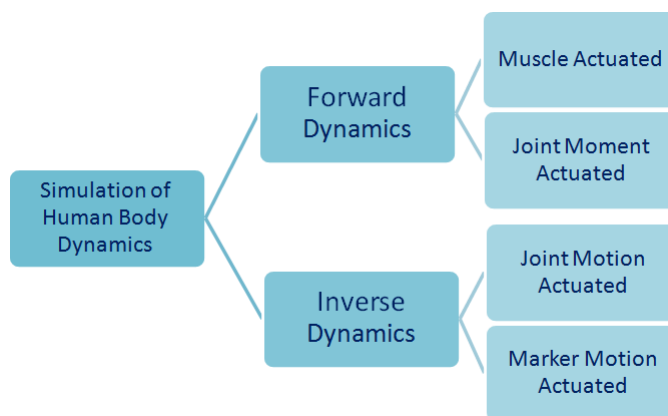 Simulation of
Human Body
Dynamics
Forward
Dynamics
Inverse
Dynamics
Muscle Actuated
Joint Moment
Actuated
Joint Motion
Actuated
Marker Motion
Actuated